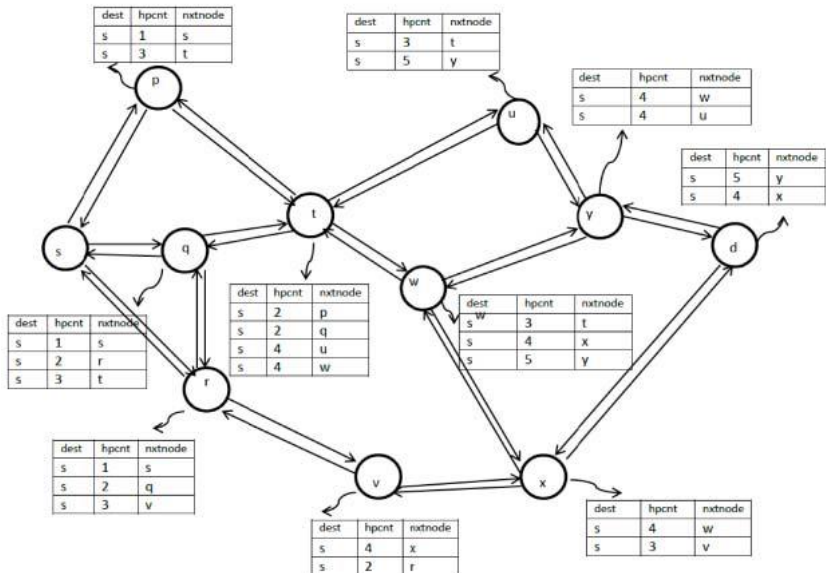 dest hpcnt nxtnode
s 1 s
s 3 t
p
dest hpcnt nxtnode
s 3 t
s 5 y
u
dest hpcnt nxtnode
s 4 w
s 4 u
dest hpcnt nxtnode
s 5 y
s 4 x
t
y
d
s
q
w
dest hpcnt nxtnode
s 2 p
s 2 q
s 4 u
s 4 w
dest hpcnt nxtnode
s w 3 t
s 4 x
s 5 y
dest hpcnt nxtnode
s 1 s
s 2 r
s 3 t
r
dest hpcnt nxtnode
s 1 s
s 2 q
s 3 v
v
x
dest hpcnt nxtnode
s 4 w
s 3 v
dest hpcnt nxtnode
s 4 x
s 2 r